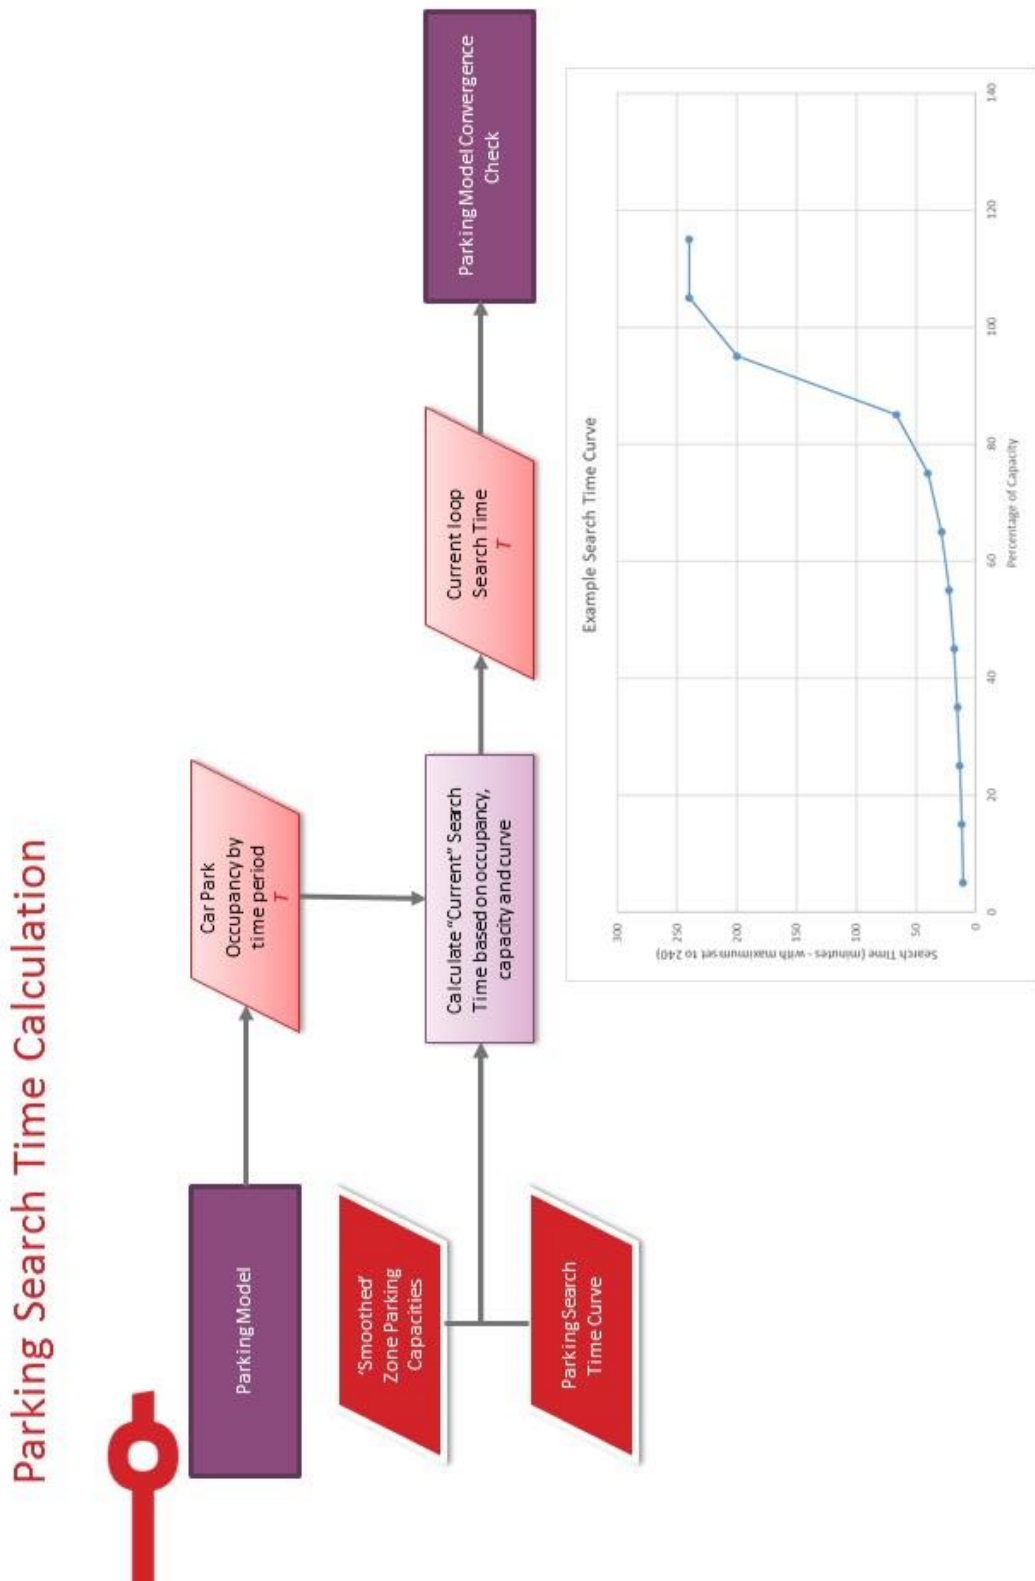 Parking Search Time Calculation
Parking Model
Car Park
Occupancy by
time period
T
'Smoothed'
Zone Parking
Capacities
Parking Search
Time Curve
Calculate "Current" Search
Time based on occupancy,
capacity and curve
Current loop
Search Time
T
Parking Model Convergence
Check
Example Search Time Curve
Search Time (minutes - with maximum set to 240)
300
250
200
150
100
50
0
0
20
40
60
80
100
120
140
Percentage of Capacity